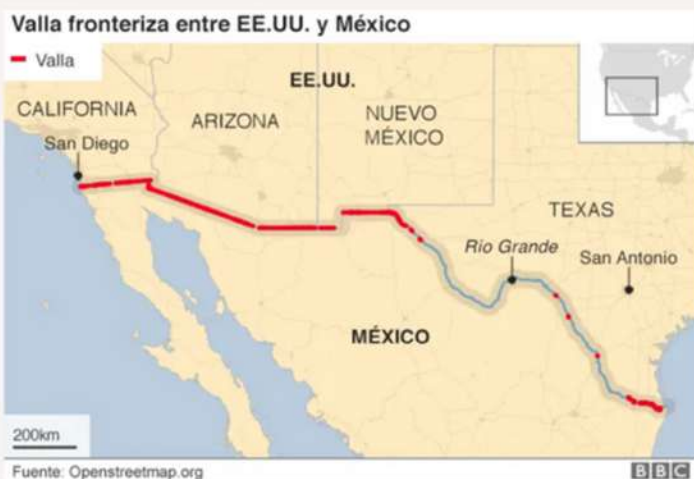 Valla fronteriza entre EE.UU. y México
Valla
EE.UU.
CALIFORNIA
ARIZONA
NUEVO
MÉXICO
San Diego
TEXAS
Rio Grande
San Antonio
MÉXICO
200km
Fuente: Openstreetmap.org
BBC